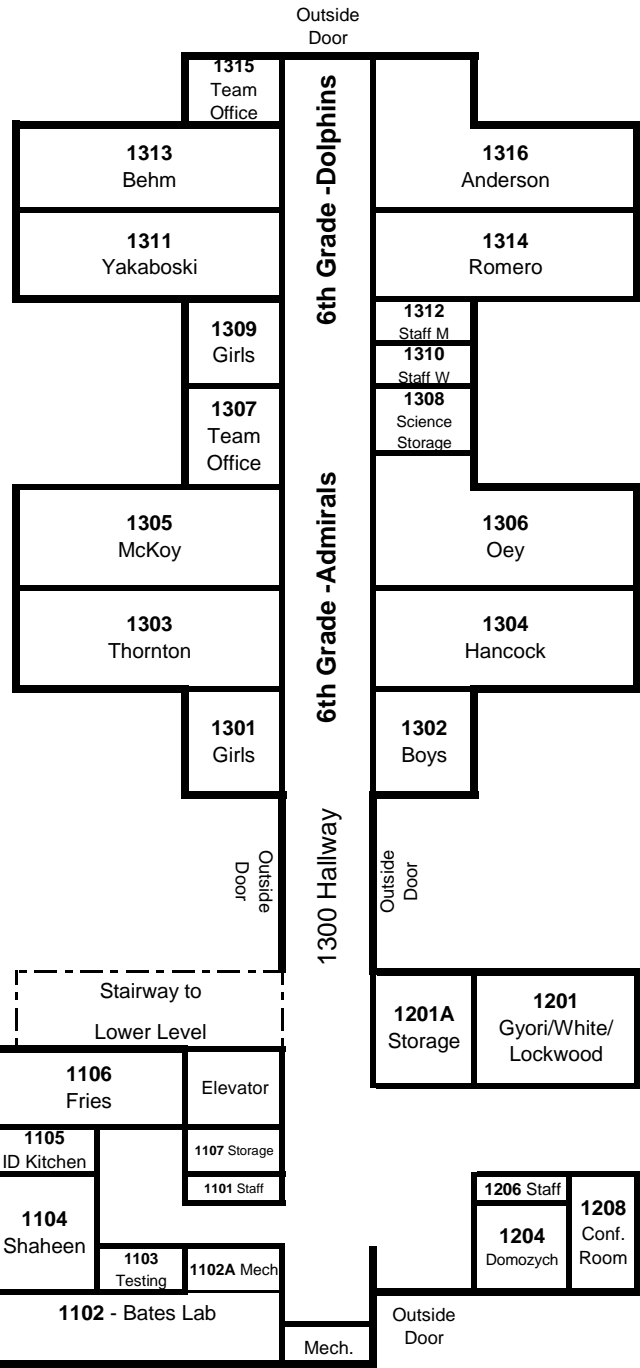 Outside
Door
1315
Team
Office
6th Grade -Dolphins
1313
Behm
1316
Anderson
1311
Yakaboski
1314
Romero
1309
Girls
1312
Staff M
1310
Staff W
1307
Team
Office
1308
Science
Storage
6th Grade -Admirals
1305
McKoy
1306
Oey
1303
Thornton
1304
Hancock
1301
Girls
1302
Boys
Outside
Door
1300 Hallway
Outside
Door
Stairway to
Lower Level
1201A
Storage
1201
Gyori/White/
Lockwood
1106
Fries
Elevator
1105
ID Kitchen
1107 Storage
1101 Staff
1104
Shaheen
1206 Staff
1204
Domozych
1208
Conf.
Room
1103
Testing
1102A Mech
1102 - Bates Lab
Mech.
Outside
Door